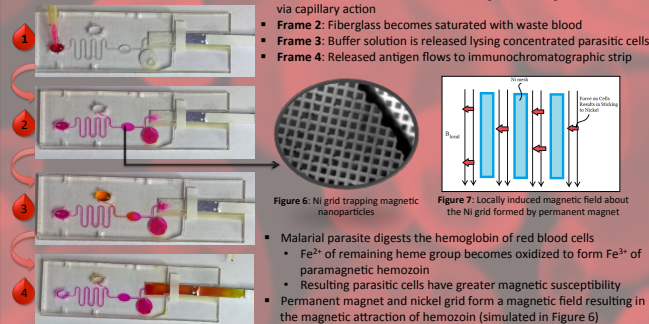 via capillary action
▪ Frame 2: Fiberglass becomes saturated with waste blood
▪ Frame 3: Buffer solution is released lysing concentrated parasitic cells
▪ Frame 4: Released antigen flows to immunochromatographic strip
1
2
3
4
Ni mesh
B local
Force on Cells
Results in Sticking
to Nickel
Figure 6: Ni grid trapping magnetic
nanoparticles
Figure 7: Locally induced magnetic field about
the Ni grid formed by permanent magnet
▪ Malarial parasite digests the hemoglobin of red blood cells
• Fe2+ of remaining heme group becomes oxidized to form Fe3+ of
paramagnetic hemozoin
• Resulting parasitic cells have greater magnetic susceptibility
▪ Permanent magnet and nickel grid form a magnetic field resulting in
the magnetic attraction of hemozoin (simulated in Figure 6)